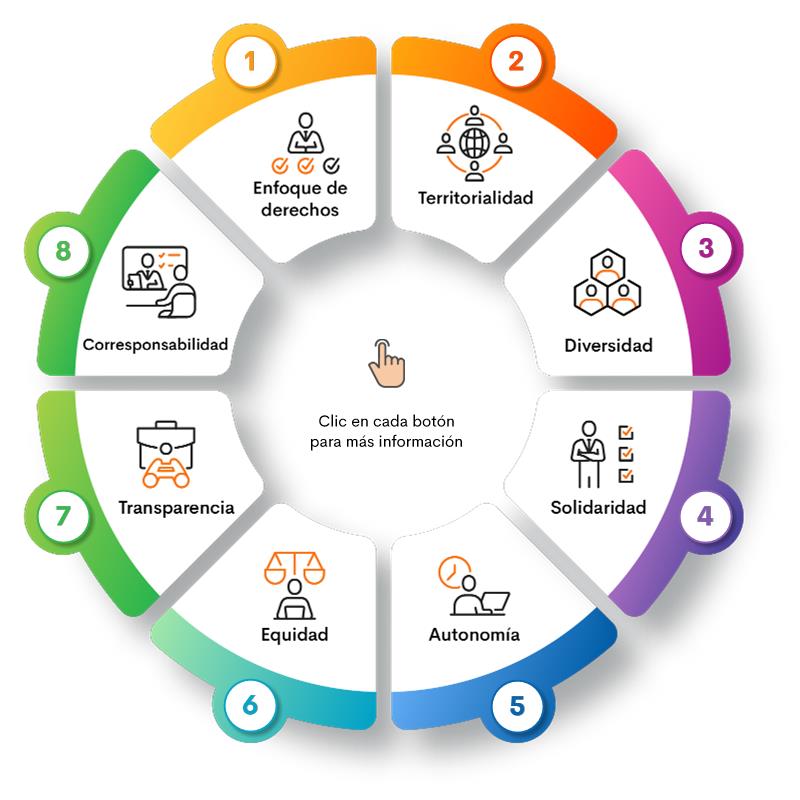 1
Enfoque de
derechos
2
Territorialidad
3
Diversidad
4
Solidaridad
5
Autonomía
6
Equidad
7
Transparencia
8
Corresponsabilidad
Clic en cada botón
para más información